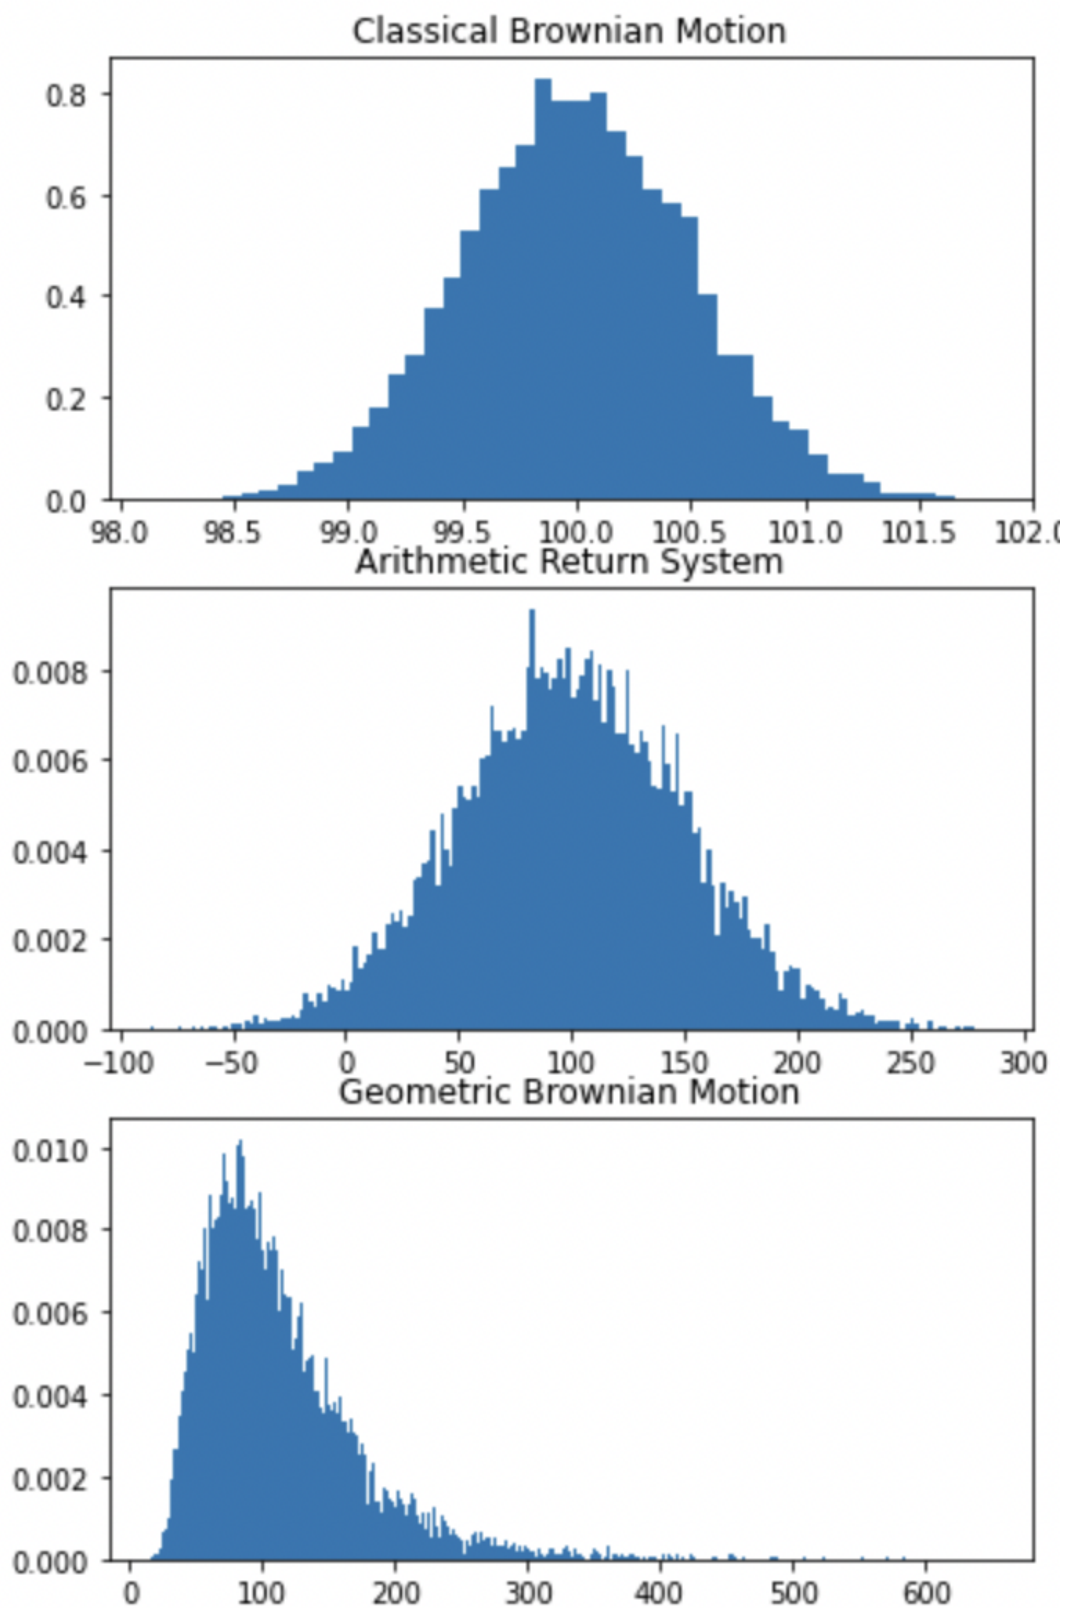 Classical Brownian Motion
0.8
0.6
0.4
0.2
0.0
98.0 98.5 99.0 99.5 100.0 100.5 101.0 101.5 102.0
Arithmetic Return System
0.008
0.006
0.004
0.002
0.000
−100 −50 0 50 100 150 200 250 300
Geometric Brownian Motion
0.010
0.008
0.006
0.004
0.002
0.000
0 100 200 300 400 500 600